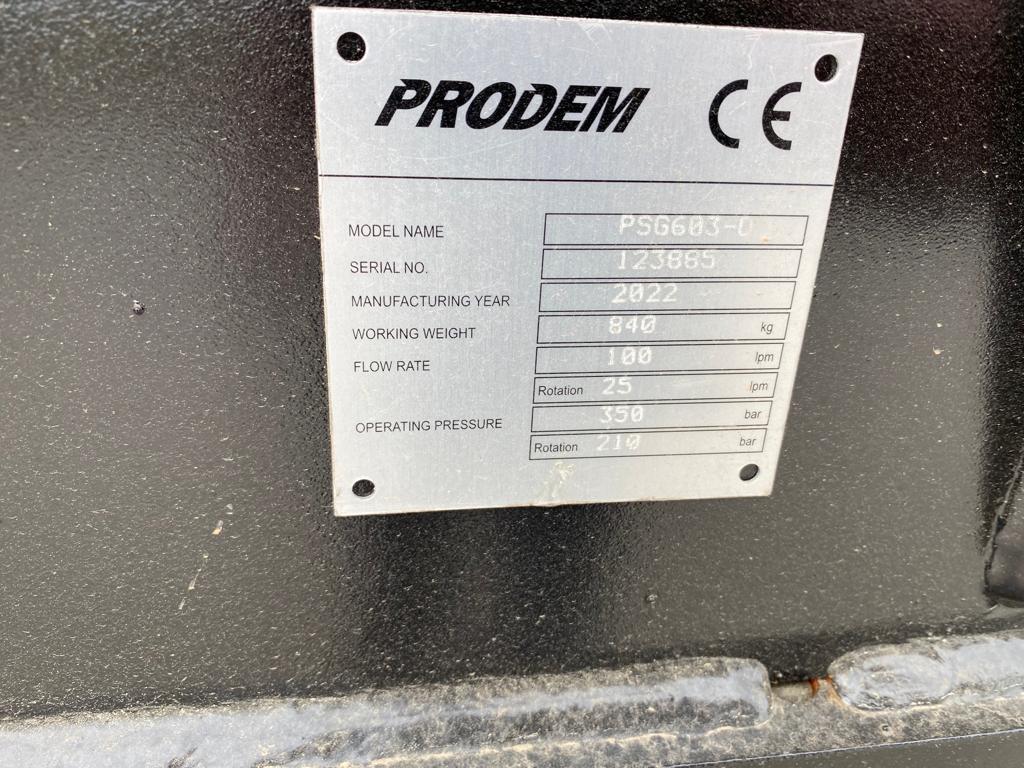 PRODEM CE
MODEL NAME PSG603-U
SERIAL NO. 123885
MANUFACTURING YEAR 2022
WORKING WEIGHT 840 kg
FLOW RATE 100 lpm
Rotation 25 lpm
OPERATING PRESSURE 350 bar
Rotation 210 bar